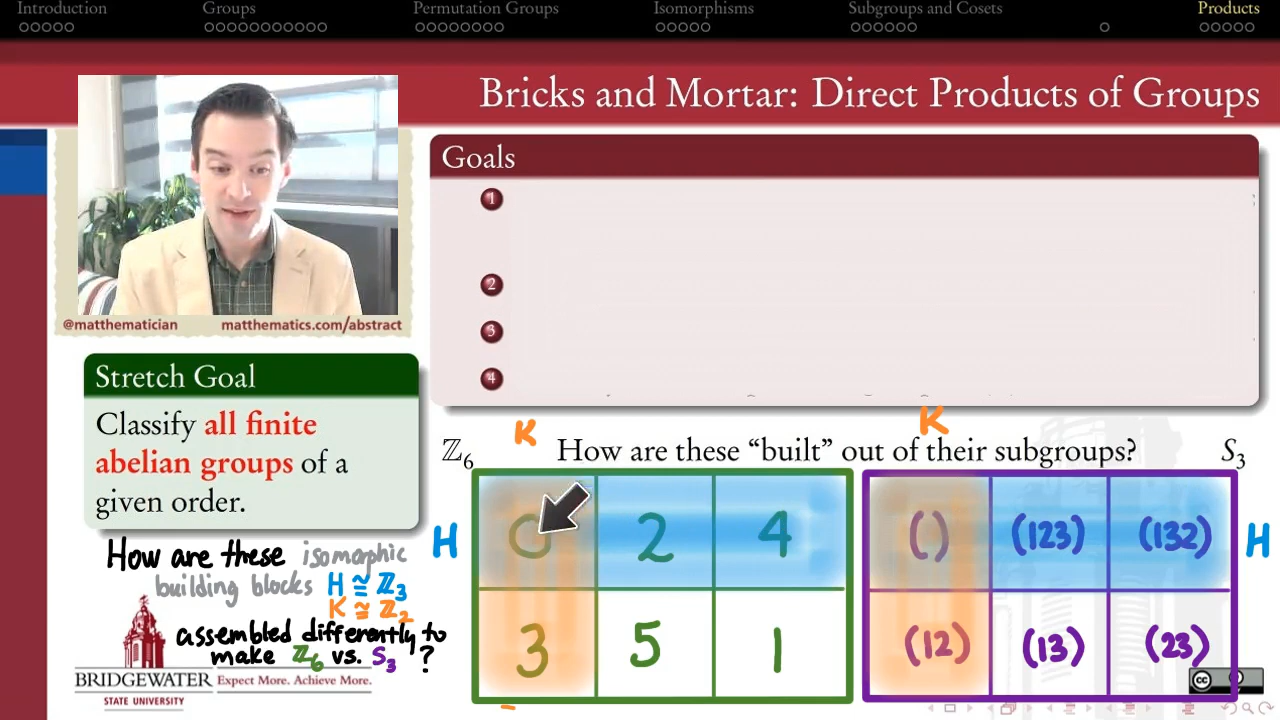 Introduction Groups Permutation Groups Isomorphisms Subgroups and Cosets Products
Bricks and Mortar: Direct Products of Groups
@matthematician matthematics.com/abstract
Goals
1
2
3
4
Stretch Goal
Classify all finite
abelian groups of a
given order.
How are these isomorphic
building blocks H ≅ ℤ₃
K ≅ ℤ₂
assembled differently to
make ℤ₆ vs. S₃ ?
BRIDGEWATER
STATE UNIVERSITY
Expect More. Achieve More.
K K
ℤ₆ How are these “built” out of their subgroups? S₃
H 0 2 4 () (123) (132) H
3 5 1 (12) (13) (23)
cc